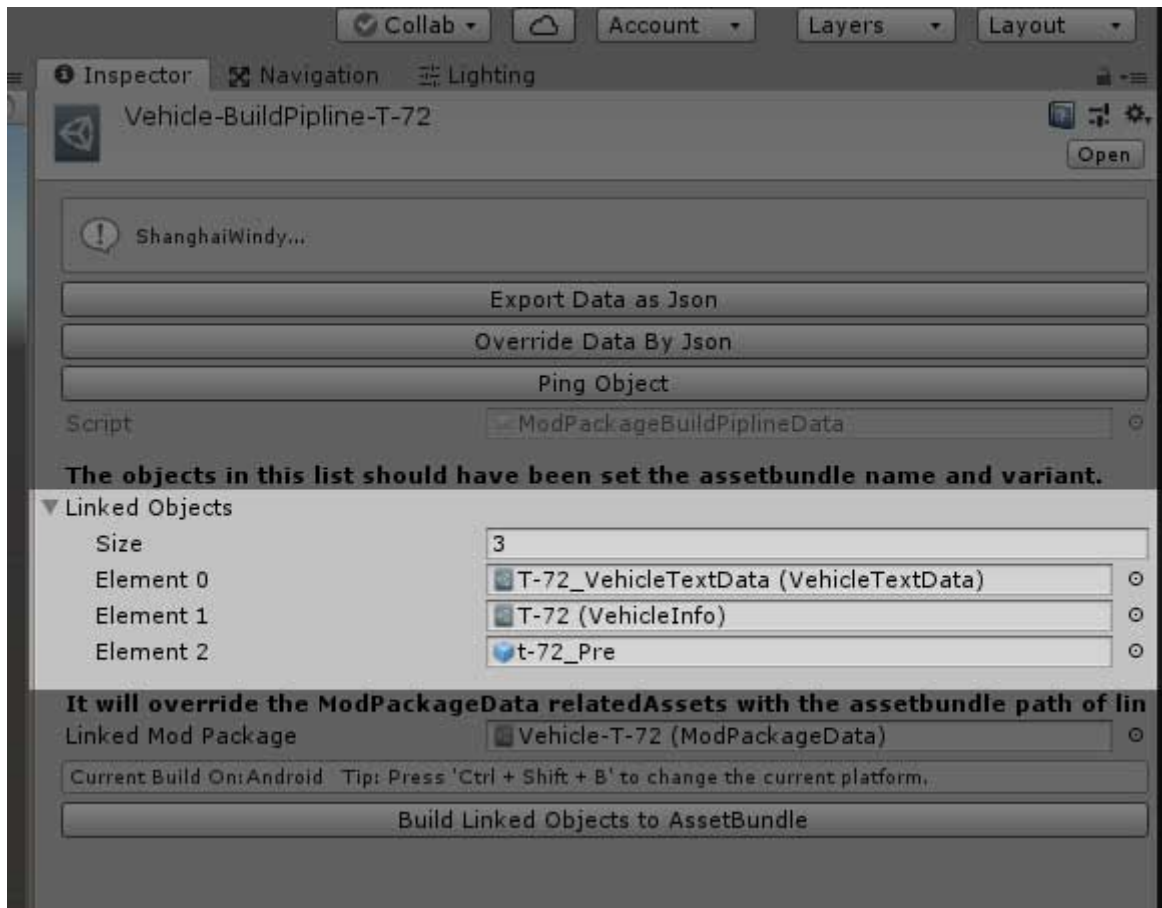 Collab Account Layers Layout
Inspector Navigation Lighting
Vehicle-BuildPipline-T-72
Open
ShanghaiWindy...
Export Data as Json
Override Data By Json
Ping Object
Script ModPackageBuildPiplineData
The objects in this list should have been set the assetbundle name and variant.
Linked Objects
Size 3
Element 0 T-72_VehicleTextData (VehicleTextData)
Element 1 T-72 (VehicleInfo)
Element 2 t-72_Pre
It will override the ModPackageData relatedAssets with the assetbundle path of lin
Linked Mod Package Vehicle-T-72 (ModPackageData)
Current Build On:Android Tip: Press 'Ctrl + Shift + B' to change the current platform.
Build Linked Objects to AssetBundle